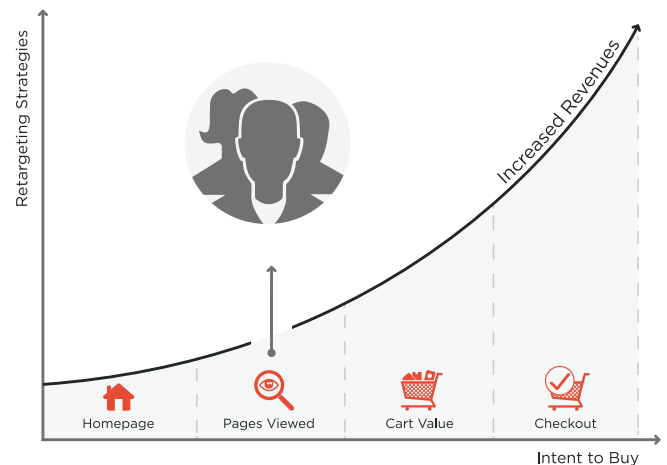 Retargeting Strategies
Increased Revenues
Homepage
Pages Viewed
Cart Value
Checkout
Intent to Buy